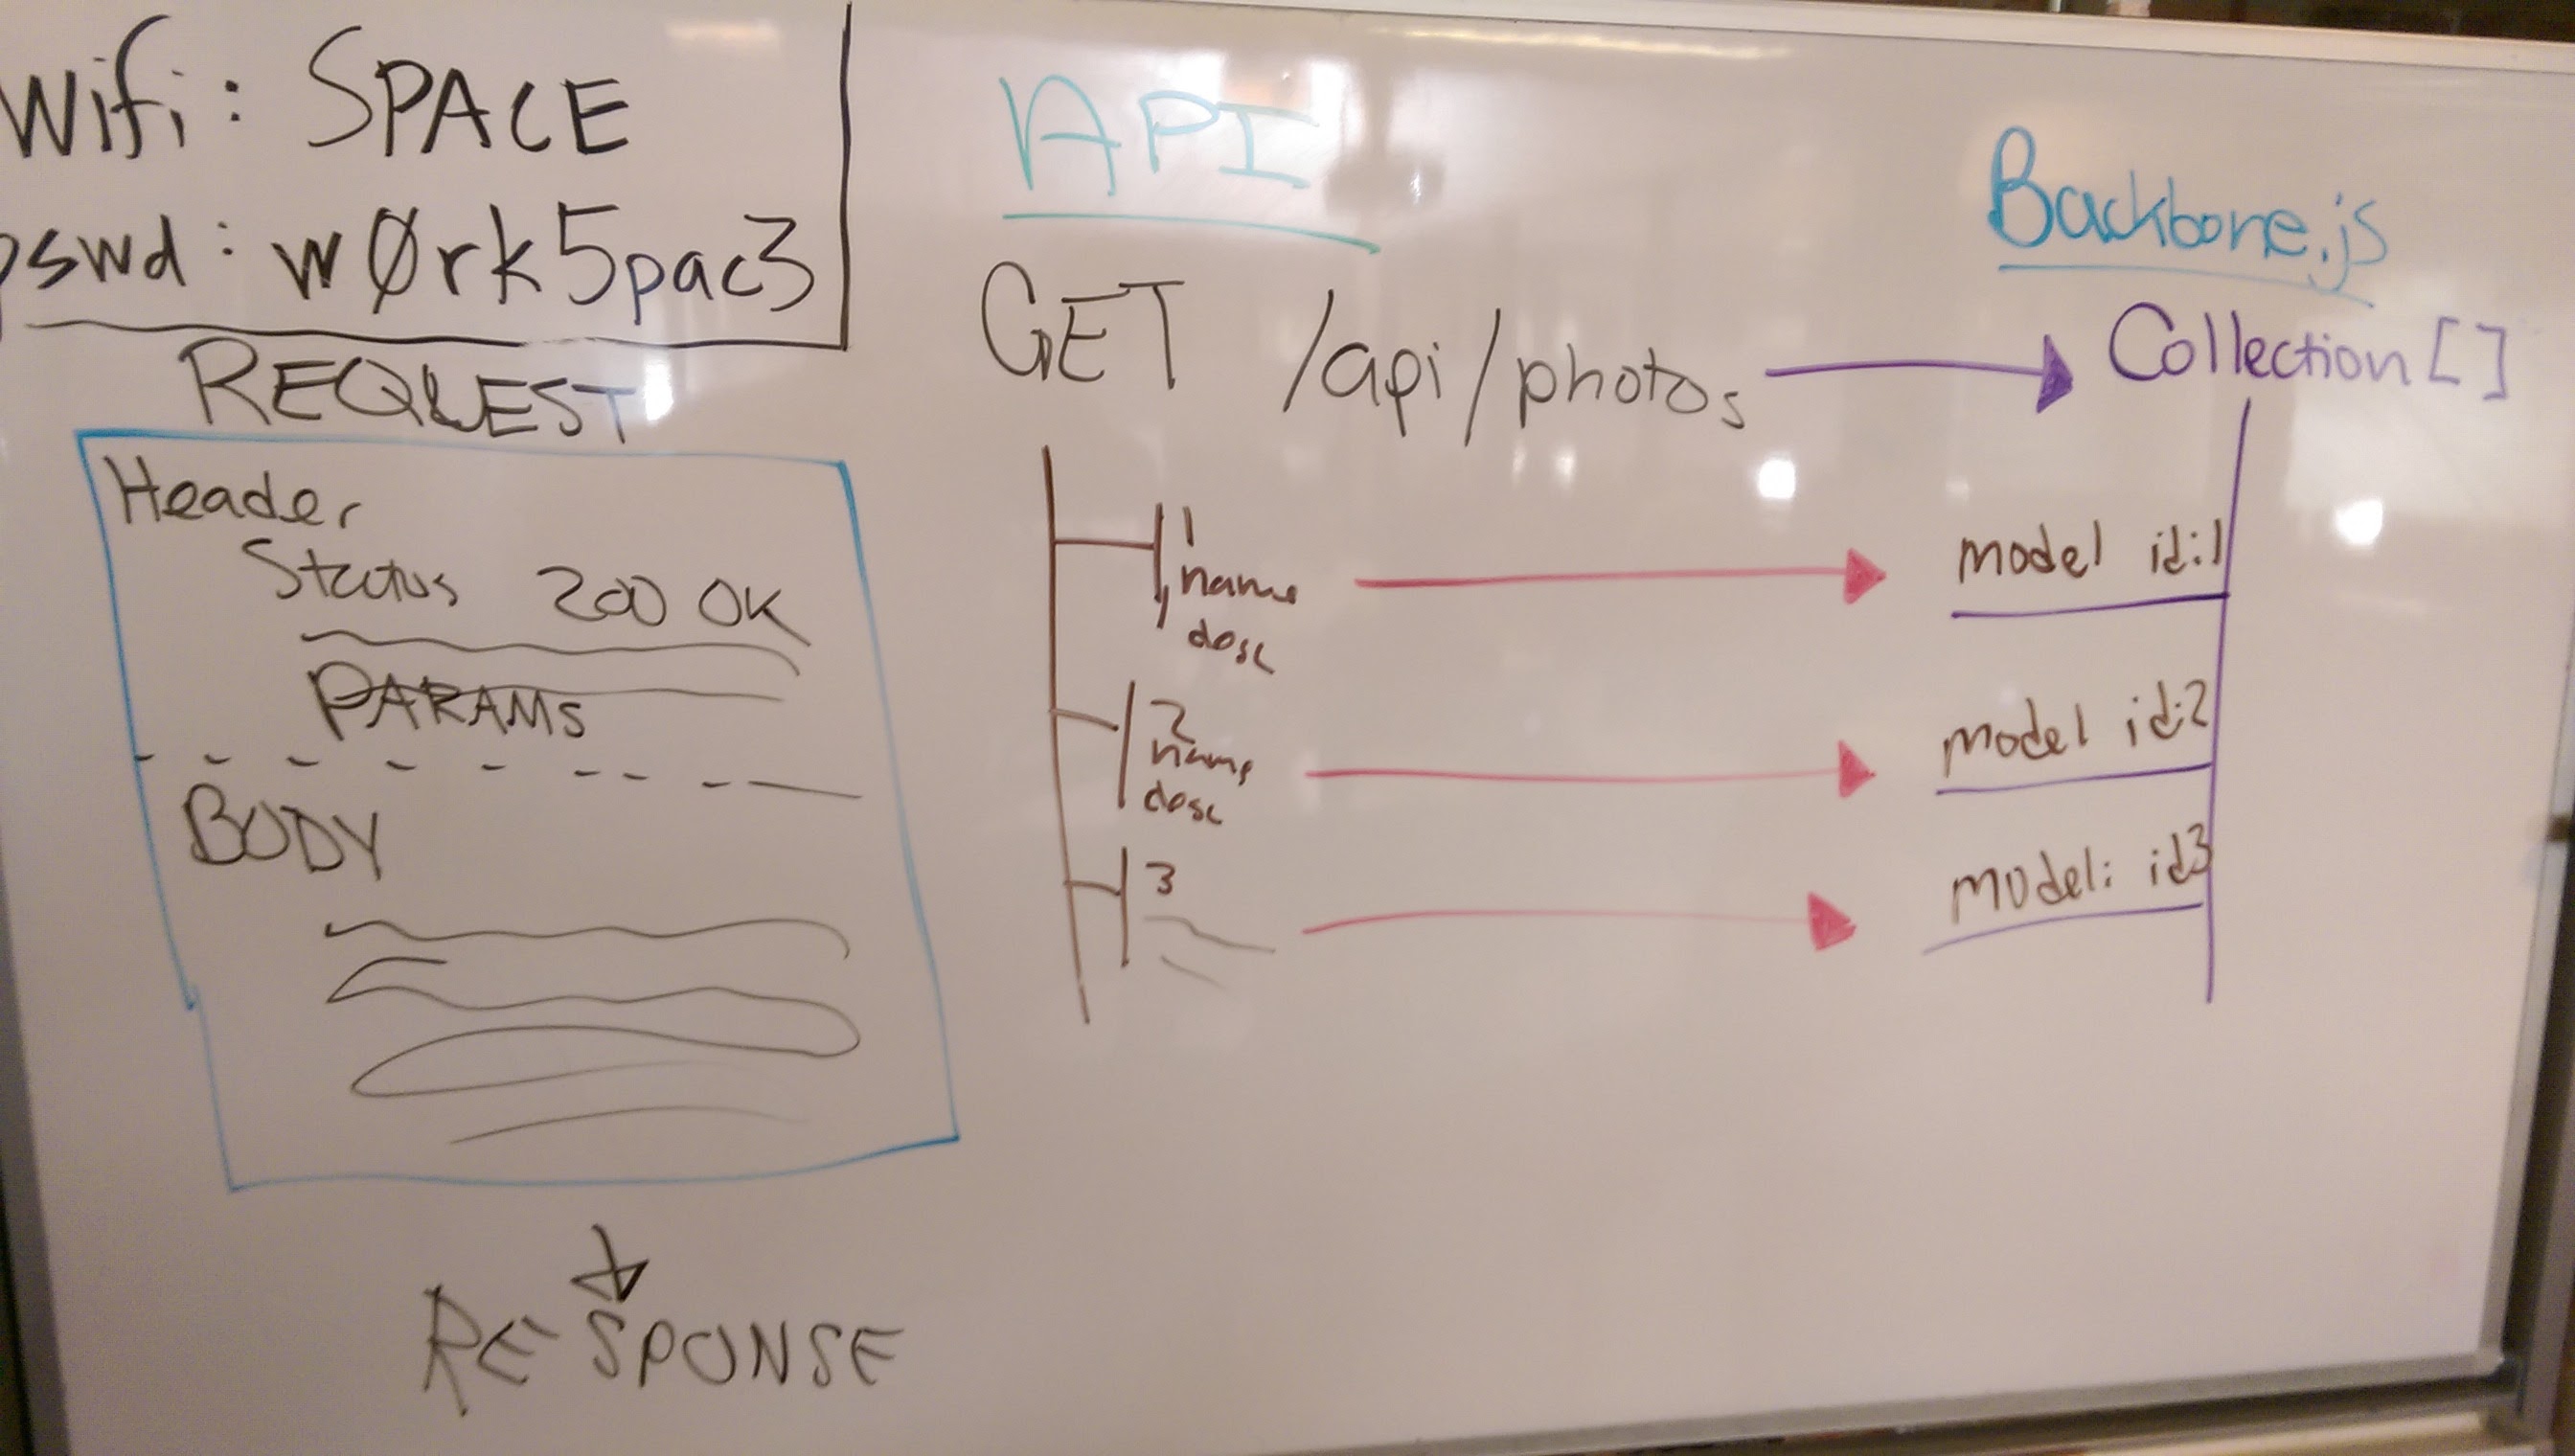 Wifi: SPACE
pswd: wØrk5pac3
REQUEST
Header
Status 200 OK
PARAMS
BODY
RESPONSE
API
GET /api/photos
1
name
desc
2
name
desc
3
Backbone.js
Collection []
model id:1
model id:2
model: id3